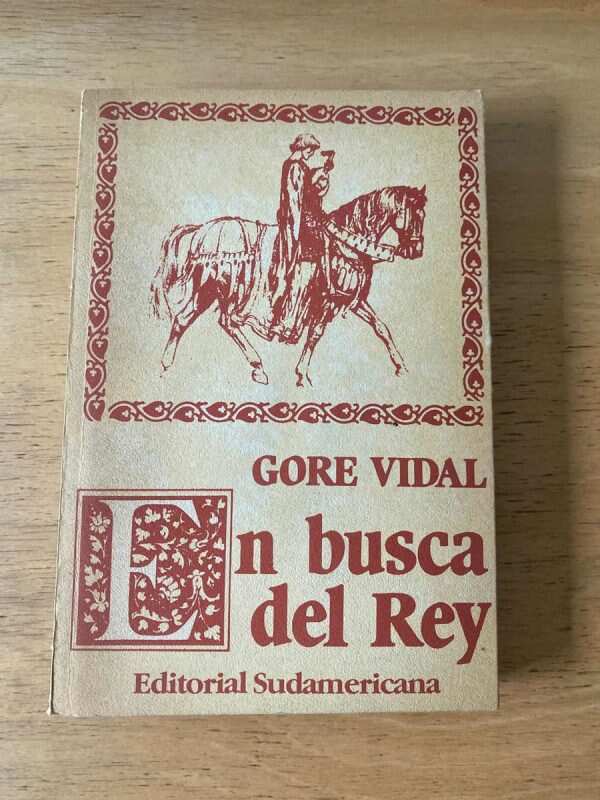 GORE VIDAL
En busca
del Rey
Editorial Sudamericana